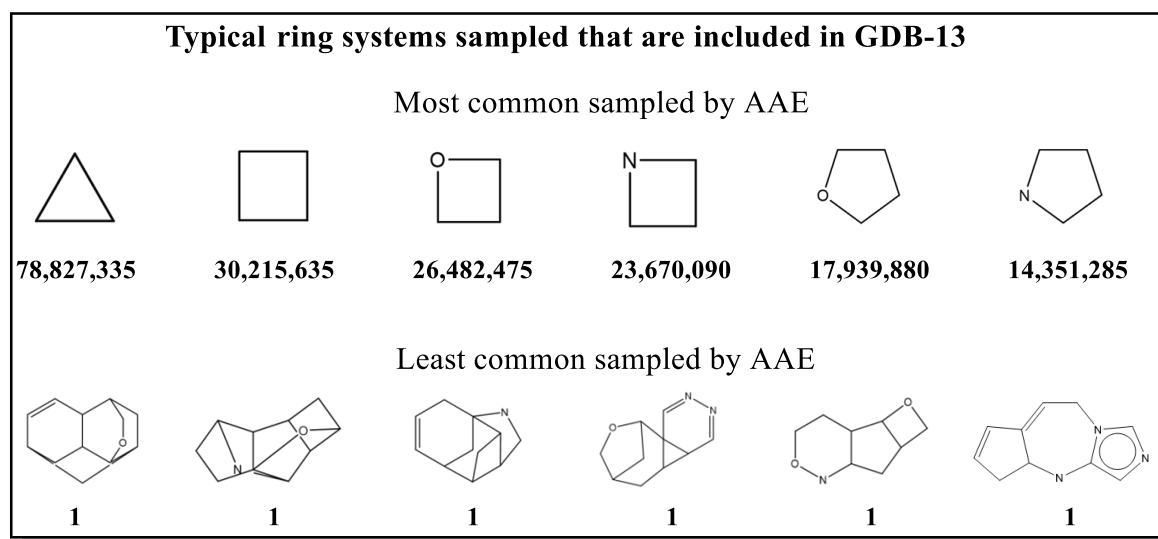 Typical ring systems sampled that are included in GDB-13
Most common sampled by AAE
O N O N
78,827,335 30,215,635 26,482,475 23,670,090 17,939,880 14,351,285
Least common sampled by AAE
O N O N O N N O N O N N N
1 1 1 1 1 1